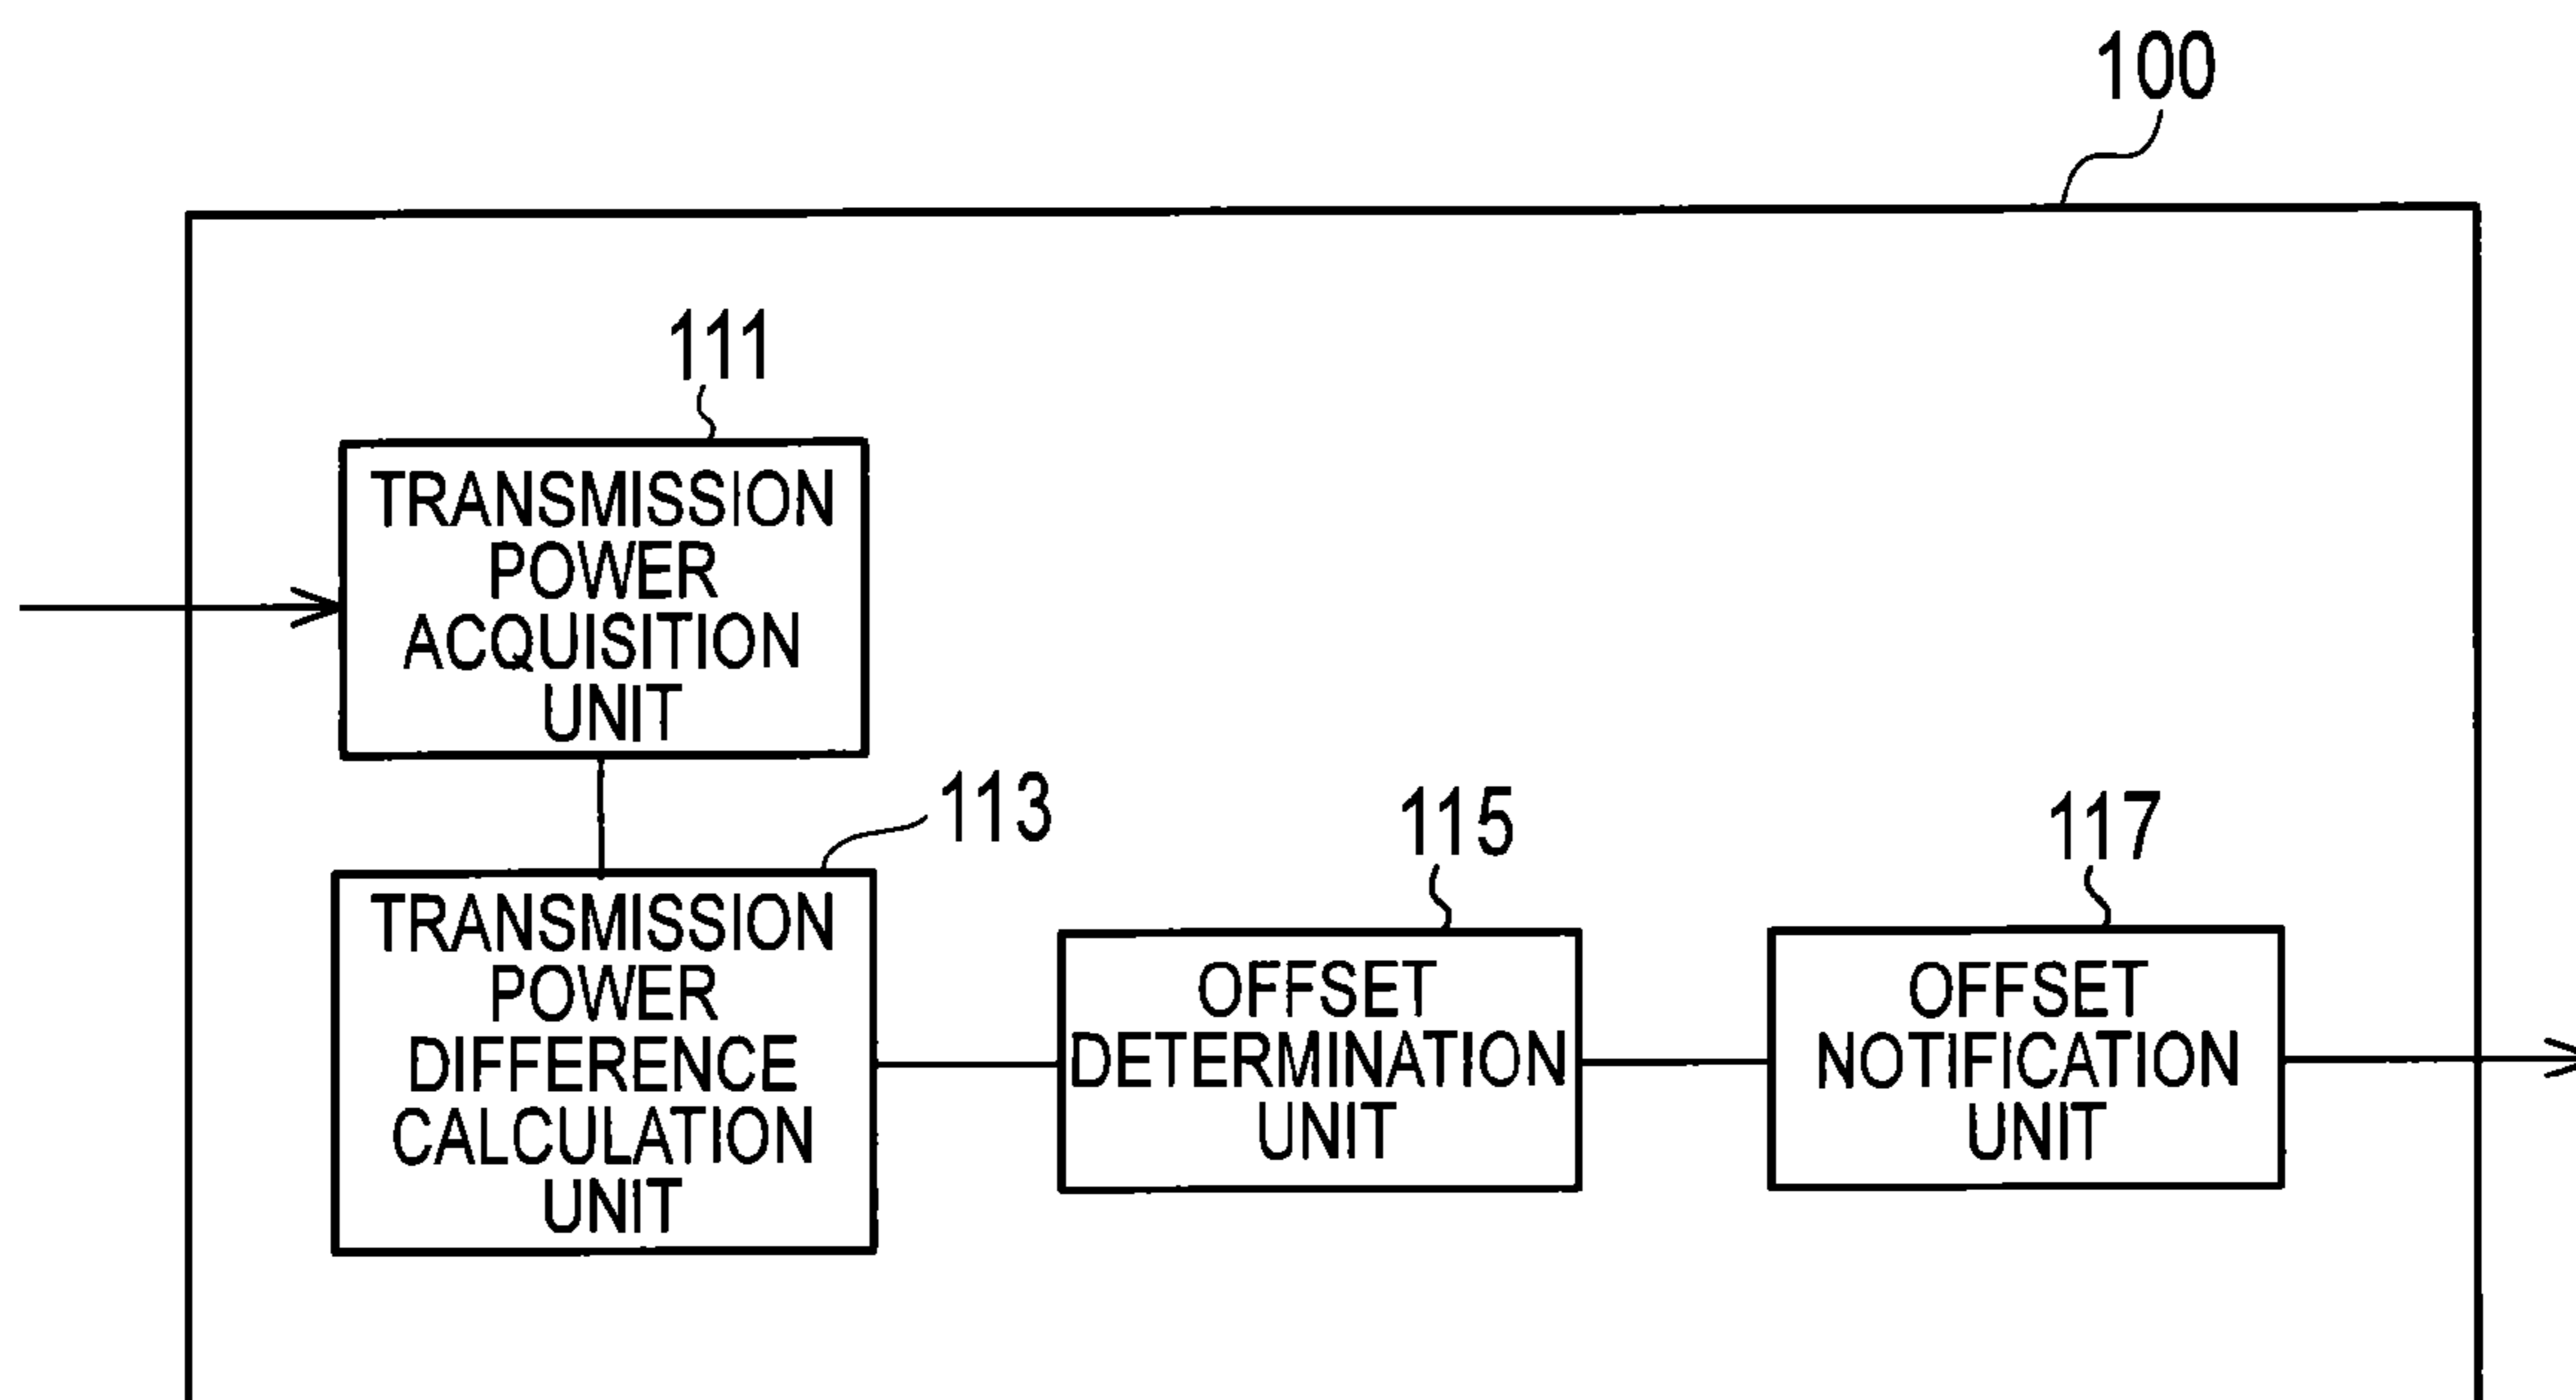 100
111
TRANSMISSION
POWER
ACQUISITION
UNIT
113
TRANSMISSION
POWER
DIFFERENCE
CALCULATION
UNIT
115
OFFSET
DETERMINATION
UNIT
117
OFFSET
NOTIFICATION
UNIT